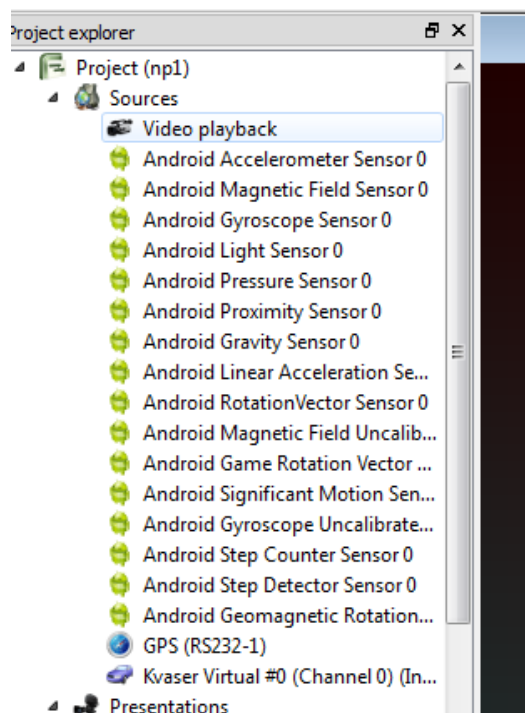 Project explorer
Project (np1)
Sources
Video playback
Android Accelerometer Sensor 0
Android Magnetic Field Sensor 0
Android Gyroscope Sensor 0
Android Light Sensor 0
Android Pressure Sensor 0
Android Proximity Sensor 0
Android Gravity Sensor 0
Android Linear Acceleration Se...
Android RotationVector Sensor 0
Android Magnetic Field Uncalib...
Android Game Rotation Vector ...
Android Significant Motion Sen...
Android Gyroscope Uncalibrate...
Android Step Counter Sensor 0
Android Step Detector Sensor 0
Android Geomagnetic Rotation...
GPS (RS232-1)
Kvaser Virtual #0 (Channel 0) (In...
Presentations